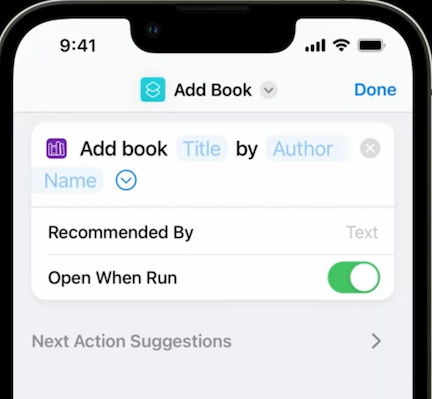 9:41
Add Book
Done
Add book Title by Author
Name
Recommended By
Text
Open When Run
Next Action Suggestions